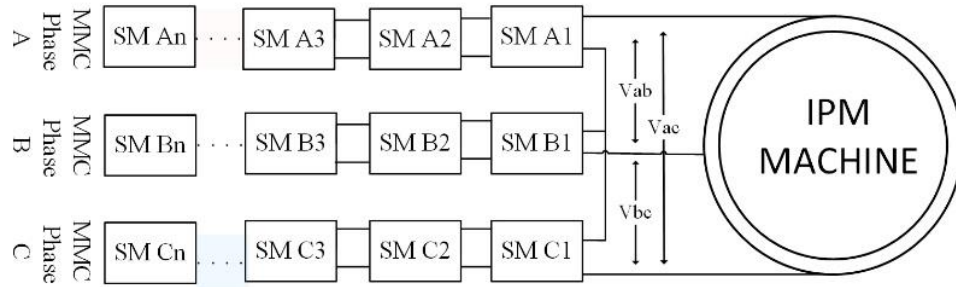 A Phase MMC
SM An
SM A3
SM A2
SM A1
B Phase MMC
SM Bn
SM B3
SM B2
SM B1
C Phase MMC
SM Cn
SM C3
SM C2
SM C1
Vab
Vac
Vbc
IPM
MACHINE